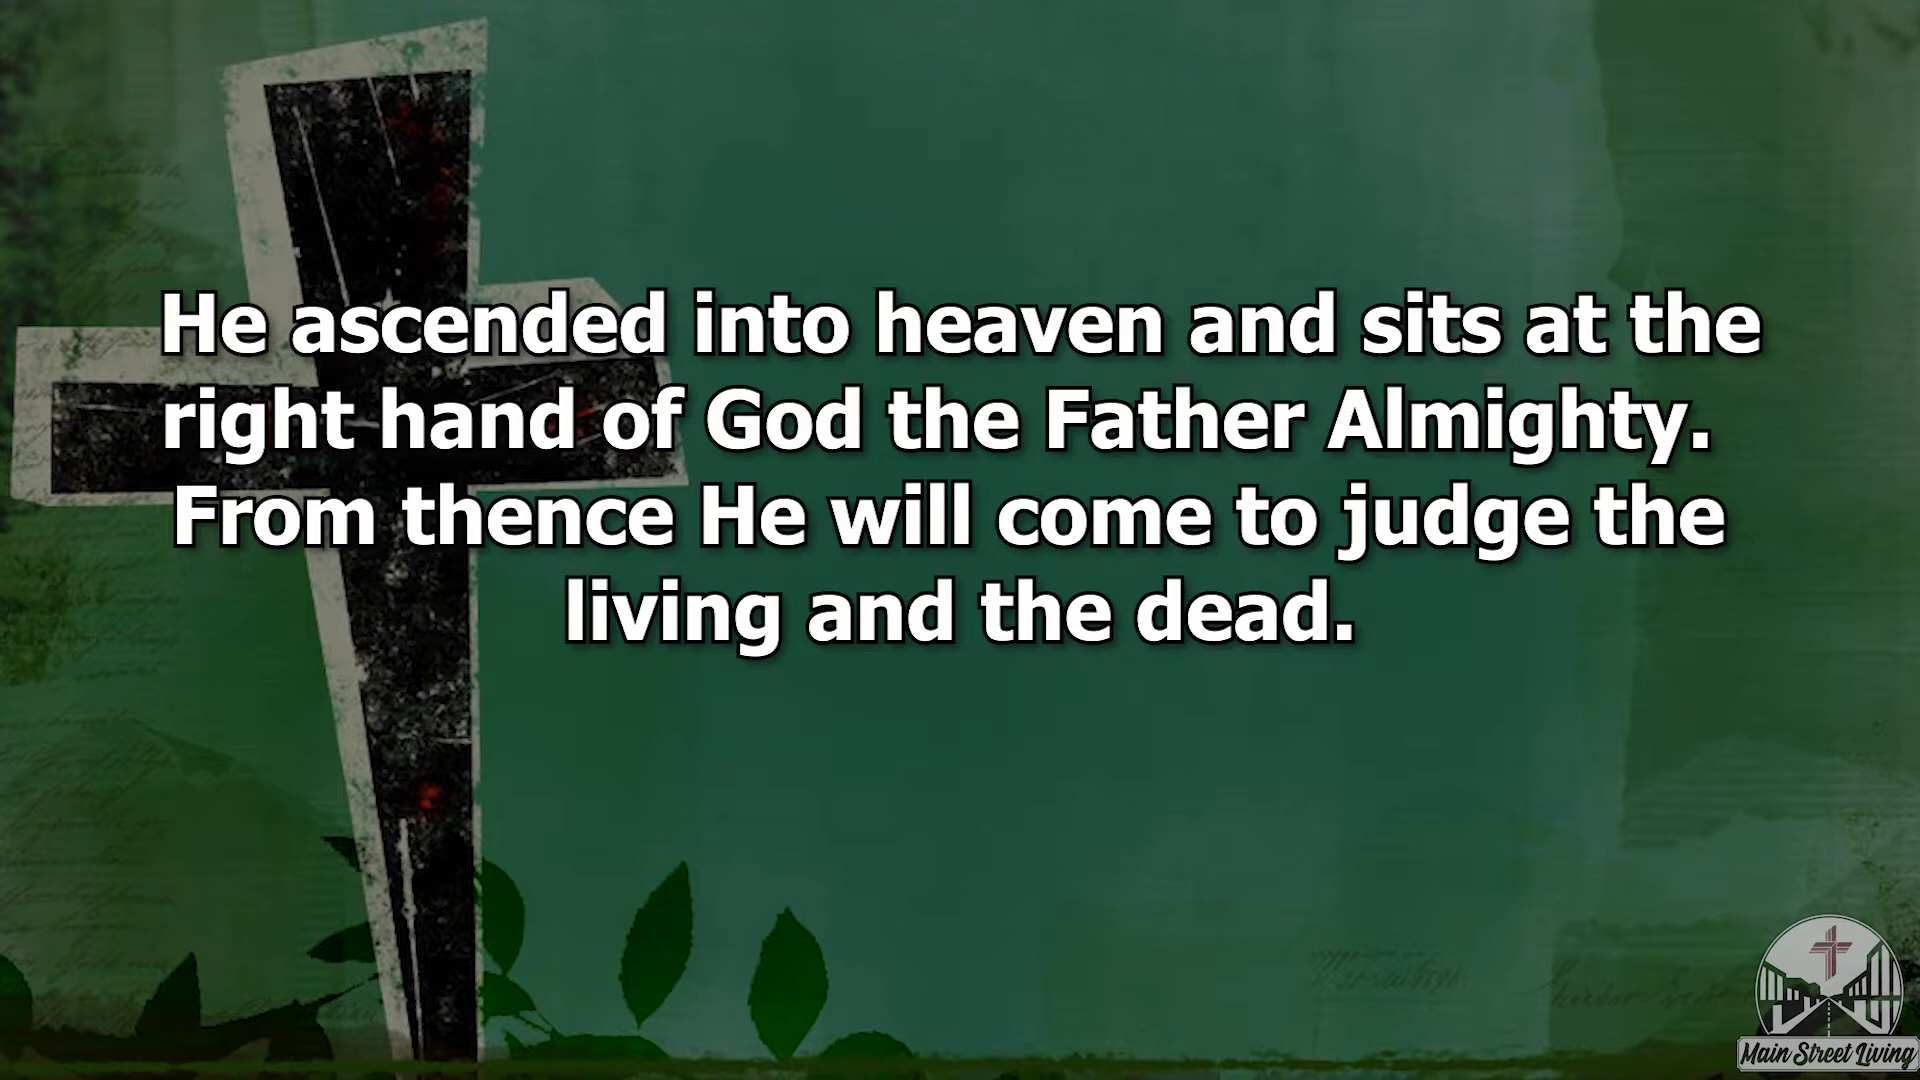 He ascended into heaven and sits at the
right hand of God the Father Almighty.
From thence He will come to judge the
living and the dead.
Main Street Living